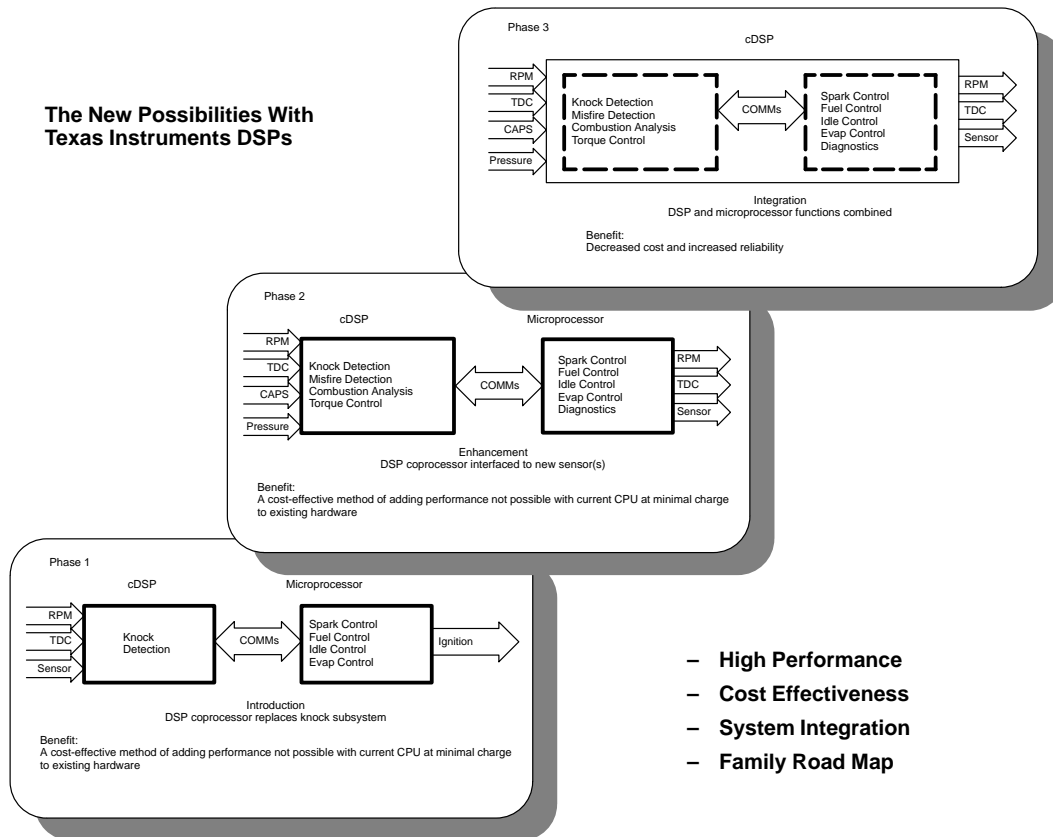 The New Possibilities With
Texas Instruments DSPs
Phase 3
cDSP
RPM
TDC
CAPS
Pressure
Knock Detection
Misfire Detection
Combustion Analysis
Torque Control
COMMs
Spark Control
Fuel Control
Idle Control
Evap Control
Diagnostics
RPM
TDC
Sensor
Integration
DSP and microprocessor functions combined
Benefit:
Decreased cost and increased reliability
Phase 2
cDSP
Microprocessor
RPM
TDC
CAPS
Pressure
Knock Detection
Misfire Detection
Combustion Analysis
Torque Control
COMMs
Spark Control
Fuel Control
Idle Control
Evap Control
Diagnostics
RPM
TDC
Sensor
Enhancement
DSP coprocessor interfaced to new sensor(s)
Benefit:
A cost-effective method of adding performance not possible with current CPU at minimal charge
to existing hardware
Phase 1
cDSP
Microprocessor
RPM
TDC
Sensor
Knock
Detection
COMMs
Spark Control
Fuel Control
Idle Control
Evap Control
Ignition
Introduction
DSP coprocessor replaces knock subsystem
Benefit:
A cost-effective method of adding performance not possible with current CPU at minimal charge
to existing hardware
– High Performance
– Cost Effectiveness
– System Integration
– Family Road Map